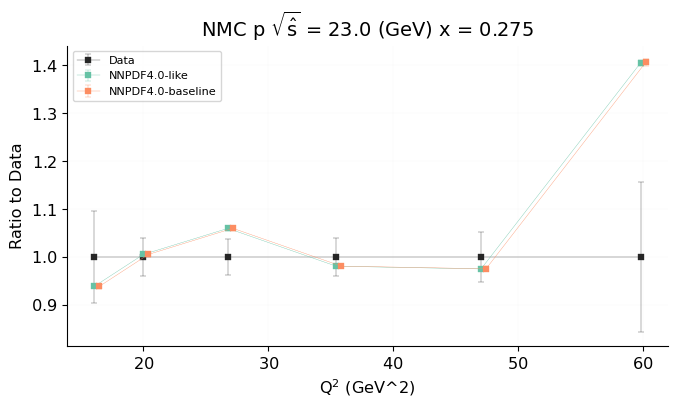 NMC p √ŝ = 23.0 (GeV) x = 0.275
Data
NNPDF4.0-like
NNPDF4.0-baseline
Ratio to Data
1.4
1.3
1.2
1.1
1.0
0.9
20 30 40 50 60
Q² (GeV^2)